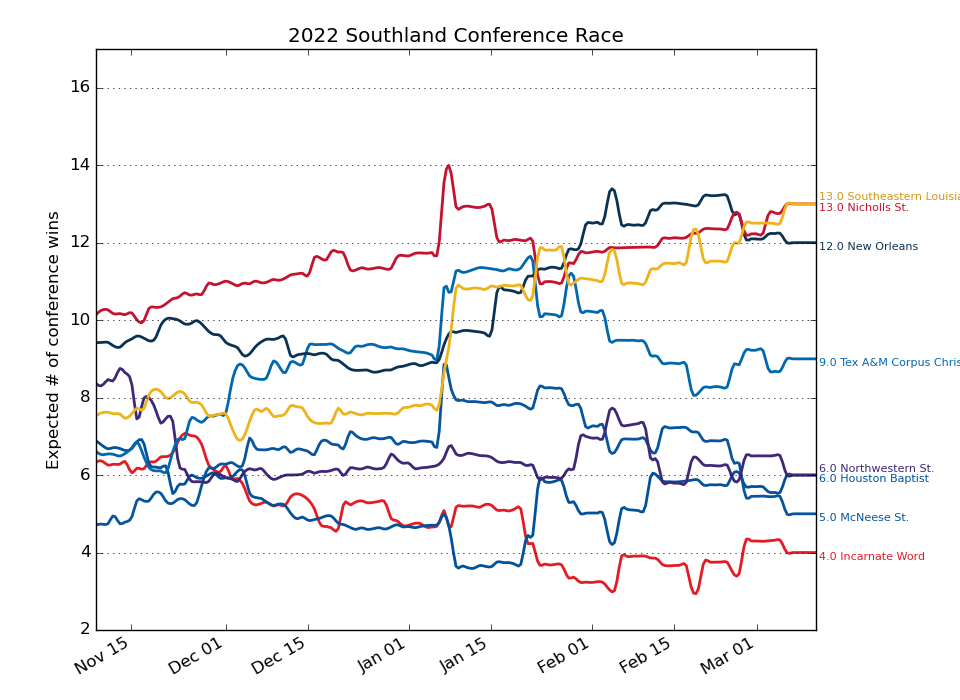 2022 Southland Conference Race
Expected # of conference wins
16
14
12
10
8
6
4
2
13.0 Southeastern Louisia
13.0 Nicholls St.
12.0 New Orleans
9.0 Tex A&M Corpus Chris
6.0 Northwestern St.
6.0 Houston Baptist
5.0 McNeese St.
4.0 Incarnate Word
Nov 15
Dec 01
Dec 15
Jan 01
Jan 15
Feb 01
Feb 15
Mar 01